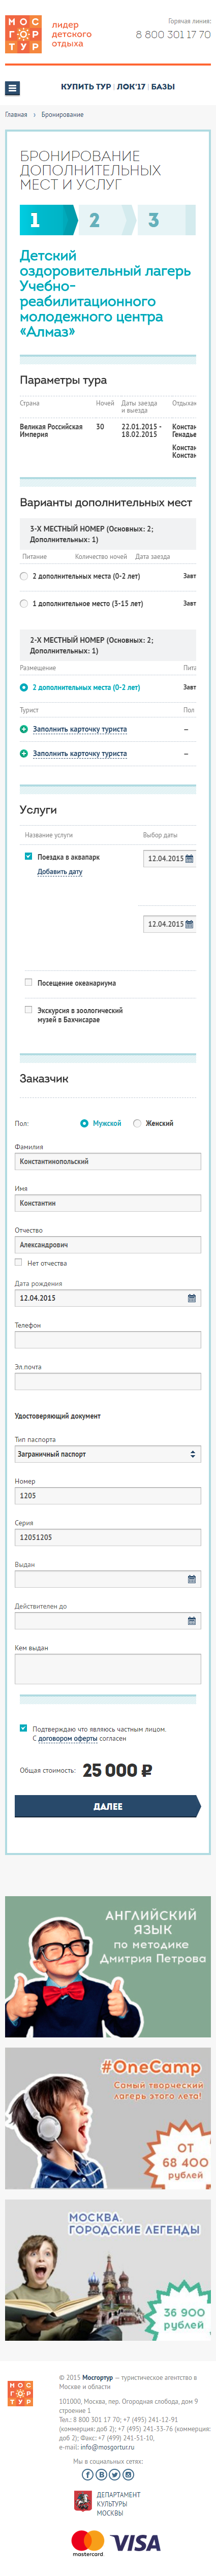 МОС
ГОР
ТУР
лидер
детского
отдыха
Горячая линия:
8 800 301 17 70
КУПИТЬ ТУР | ЛОК'17 | БАЗЫ
Главная › Бронирование
БРОНИРОВАНИЕ
ДОПОЛНИТЕЛЬНЫХ
МЕСТ И УСЛУГ
1 2 3
Детский
оздоровительный лагерь
Учебно-
реабилитационного
молодежного центра
«Алмаз»
Параметры тура
Страна Ночей Даты заезда и выезда Отдыхан
Великая Российская Империя 30 22.01.2015 - 18.02.2015 Констан Генадье
Констан
Констан
Варианты дополнительных мест
3-Х МЕСТНЫЙ НОМЕР (Основных: 2;
Дополнительных: 1)
Питание Количество ночей Дата заезда
2 дополнительных места (0-2 лет) Завт
1 дополнительное место (3-15 лет) Завт
2-Х МЕСТНЫЙ НОМЕР (Основных: 2;
Дополнительных: 1)
Размещение Пита
2 дополнительных места (0-2 лет) Завт
Турист Пол
Заполнить карточку туриста –
Заполнить карточку туриста –
Услуги
Название услуги Выбор даты
Поездка в аквапарк 12.04.2015
Добавить дату
12.04.2015
Посещение океанариума
Экскурсия в зоологический
музей в Бахчисарае
Заказчик
Пол: Мужской Женский
Фамилия
Константинопольский
Имя
Константин
Отчество
Александрович
Нет отчества
Дата рождения
12.04.2015
Телефон
Эл.почта
Удостоверяющий документ
Тип паспорта
Заграничный паспорт
Номер
1205
Серия
12051205
Выдан
Действителен до
Кем выдан
Подтверждаю что являюсь частным лицом.
С договором оферты согласен
Общая стоимость: 25 000 ₽
ДАЛЕЕ
АНГЛИЙСКИЙ
ЯЗЫК
по методике
Дмитрия Петрова
#OneCamp
Самый творческий
лагерь этого лета!
ОТ
68 400
рублей
МОСКВА.
ГОРОДСКИЕ ЛЕГЕНДЫ
36 900
рублей
МОС
ГОР
ТУР
© 2015 Мосгортур — туристическое агентство в
Москве и области
101000, Москва, пер. Огородная слобода, дом 9
строение 1
Тел.: 8 800 301 17 70; +7 (495) 241-12-91
(коммерция: доб 2); +7 (495) 241-33-76 (коммерция:
доб 2); Факс: +7 (499) 241-51-10,
e-mail: info@mosgortur.ru
Мы в социальных сетях:
ДЕПАРТАМЕНТ
КУЛЬТУРЫ
МОСКВЫ
mastercard VISA